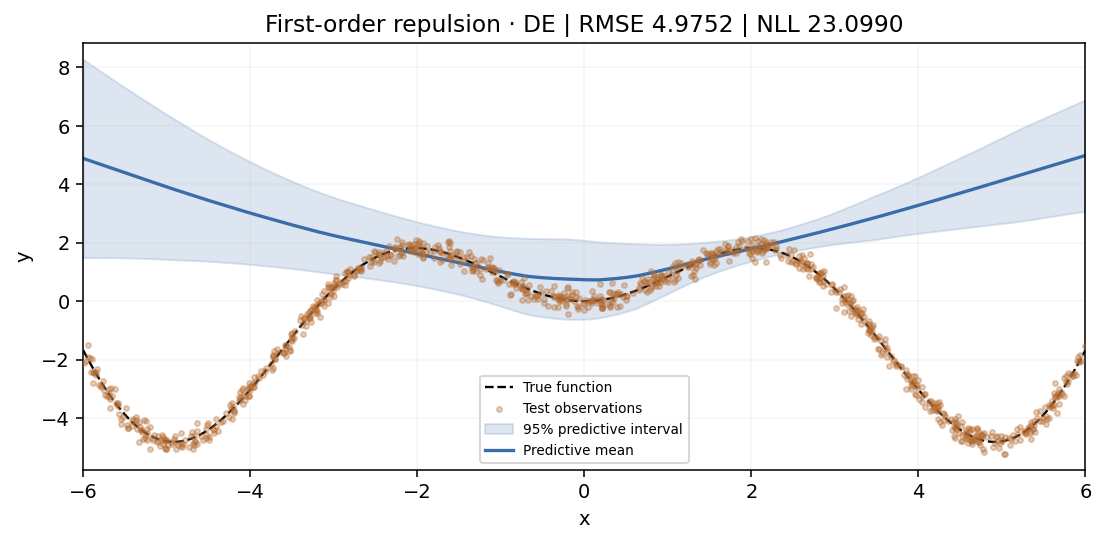 First-order repulsion · DE | RMSE 4.9752 | NLL 23.0990
8
6
4
2
0
−2
−4
y
−6
−4
−2
0
2
4
6
x
True function
Test observations
95% predictive interval
Predictive mean